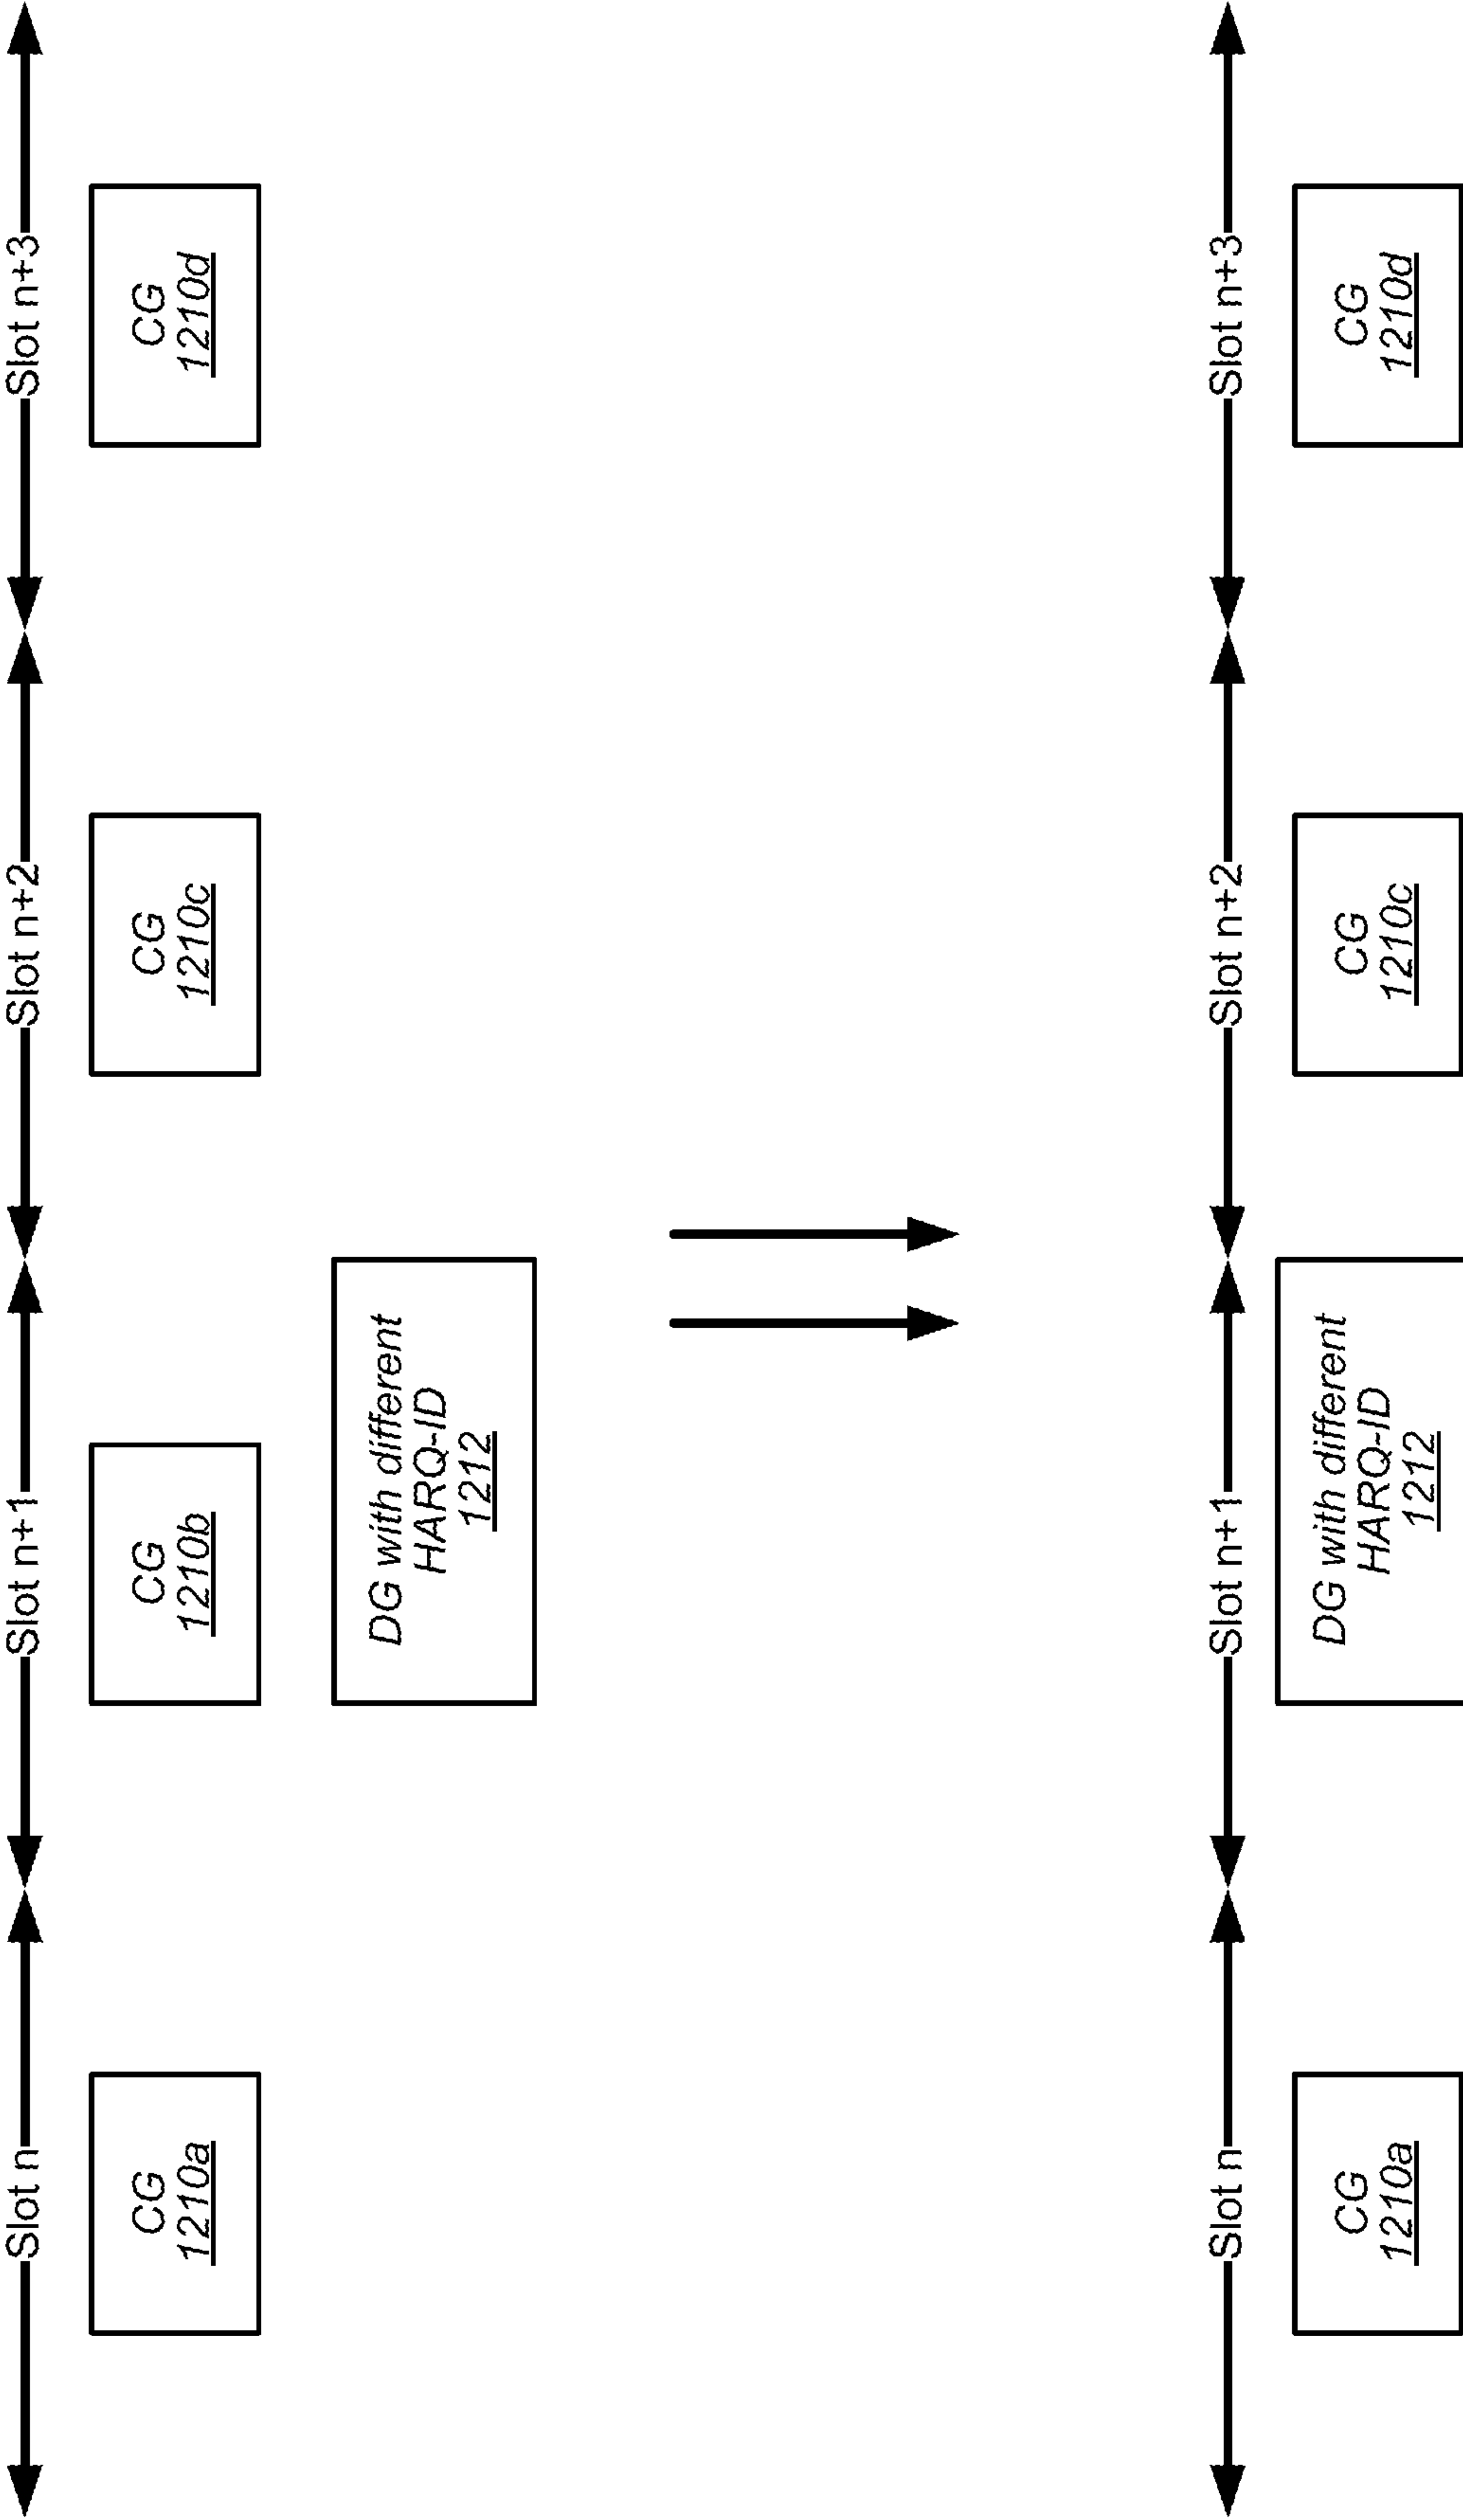 Slot n
Slot n+1
Slot n+2
Slot n+3
CG
1210a
CG
1210b
CG
1210c
CG
1210d
DG with different
HARQ-ID
1212
Slot n
Slot n+1
Slot n+2
Slot n+3
CG
1210a
DG with different
HARQ-ID
1212
CG
1210c
CG
1210d